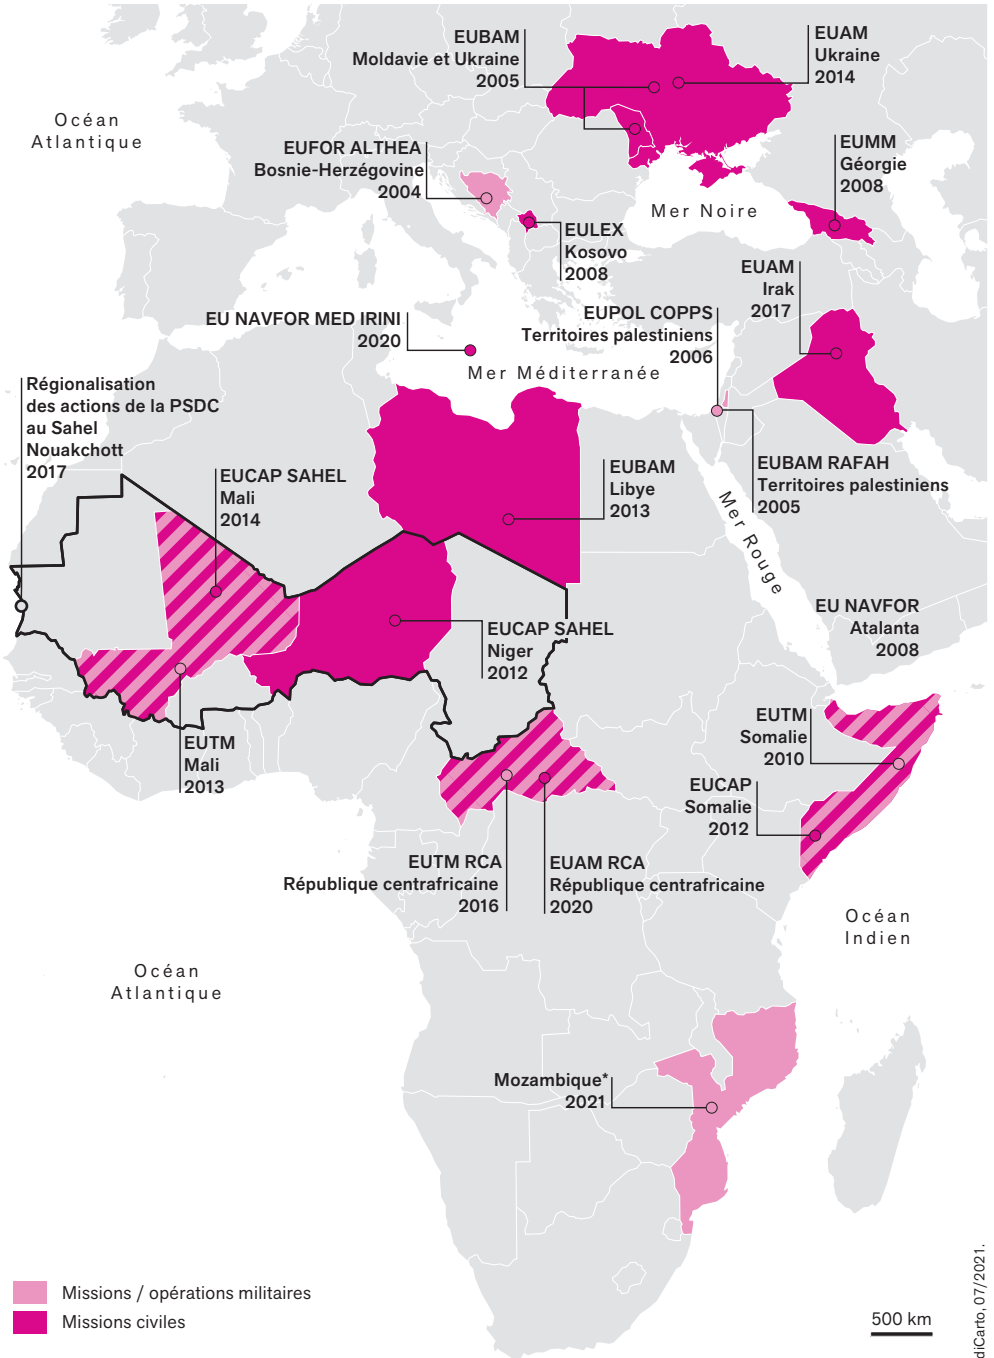 EUBAM
Moldavie et Ukraine
2005
EUAM
Ukraine
2014
Océan
Atlantique
EUFOR ALTHEA
Bosnie-Herzégovine
2004
EUMM
Géorgie
2008
Mer Noire
EULEX
Kosovo
2008
EUAM
Irak
2017
EU NAVFOR MED IRINI
2020
EUPOL COPPS
Territoires palestiniens
2006
Mer Méditerranée
Régionalisation
des actions de la PSDC
au Sahel
Nouakchott
2017
EUCAP SAHEL
Mali
2014
EUBAM
Libye
2013
EUBAM RAFAH
Territoires palestiniens
2005
Mer Rouge
EU NAVFOR
Atalanta
2008
EUCAP SAHEL
Niger
2012
EUTM
Mali
2013
EUTM
Somalie
2010
EUCAP
Somalie
2012
EUTM RCA
République centrafricaine
2016
EUAM RCA
République centrafricaine
2020
Océan
Indien
Océan
Atlantique
Mozambique*
2021
Missions / opérations militaires
Missions civiles
500 km
diCarto, 07/2021.